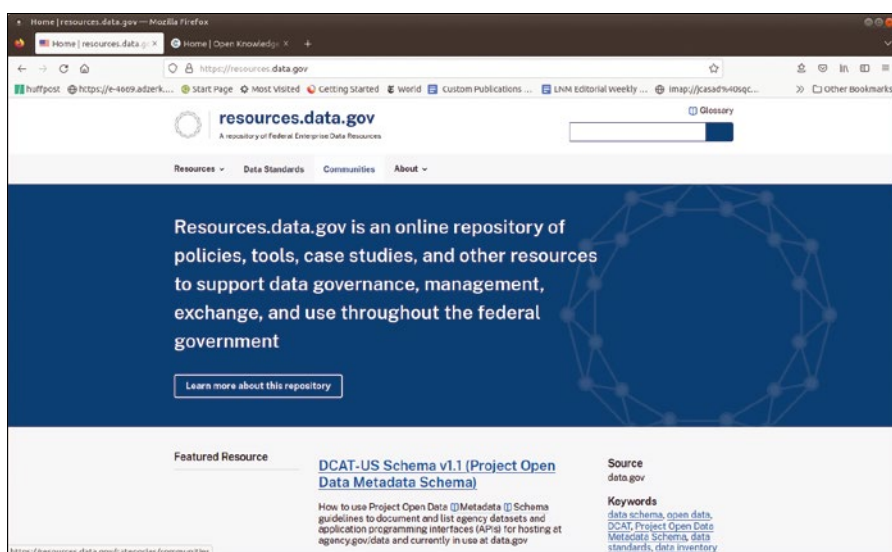 Home | resources.data.gov — Mozilla Firefox
Home | resources.data.go
Home | Open Knowledge
https://resources.data.gov
huffpost https://e-4669.adzerk.... Start Page Most Visited Getting Started World Custom Publications ... LNM Editorial Weekly ... imap://jcasad%40sqc... Other Bookmarks
resources.data.gov
A repository of Federal Enterprise Data Resources
Glossary
Resources Data Standards Communities About
Resources.data.gov is an online repository of
policies, tools, case studies, and other resources
to support data governance, management,
exchange, and use throughout the federal
government
Learn more about this repository
Featured Resource
DCAT-US Schema v1.1 (Project Open
Data Metadata Schema)
How to use Project Open Data Metadata Schema
guidelines to document and list agency datasets and
application programming interfaces (APIs) for hosting at
agency.gov/data and currently in use at data.gov
Source
data.gov
Keywords
data schema, open data,
DCAT, Project Open Data
Metadata Schema, data
standards, data inventory